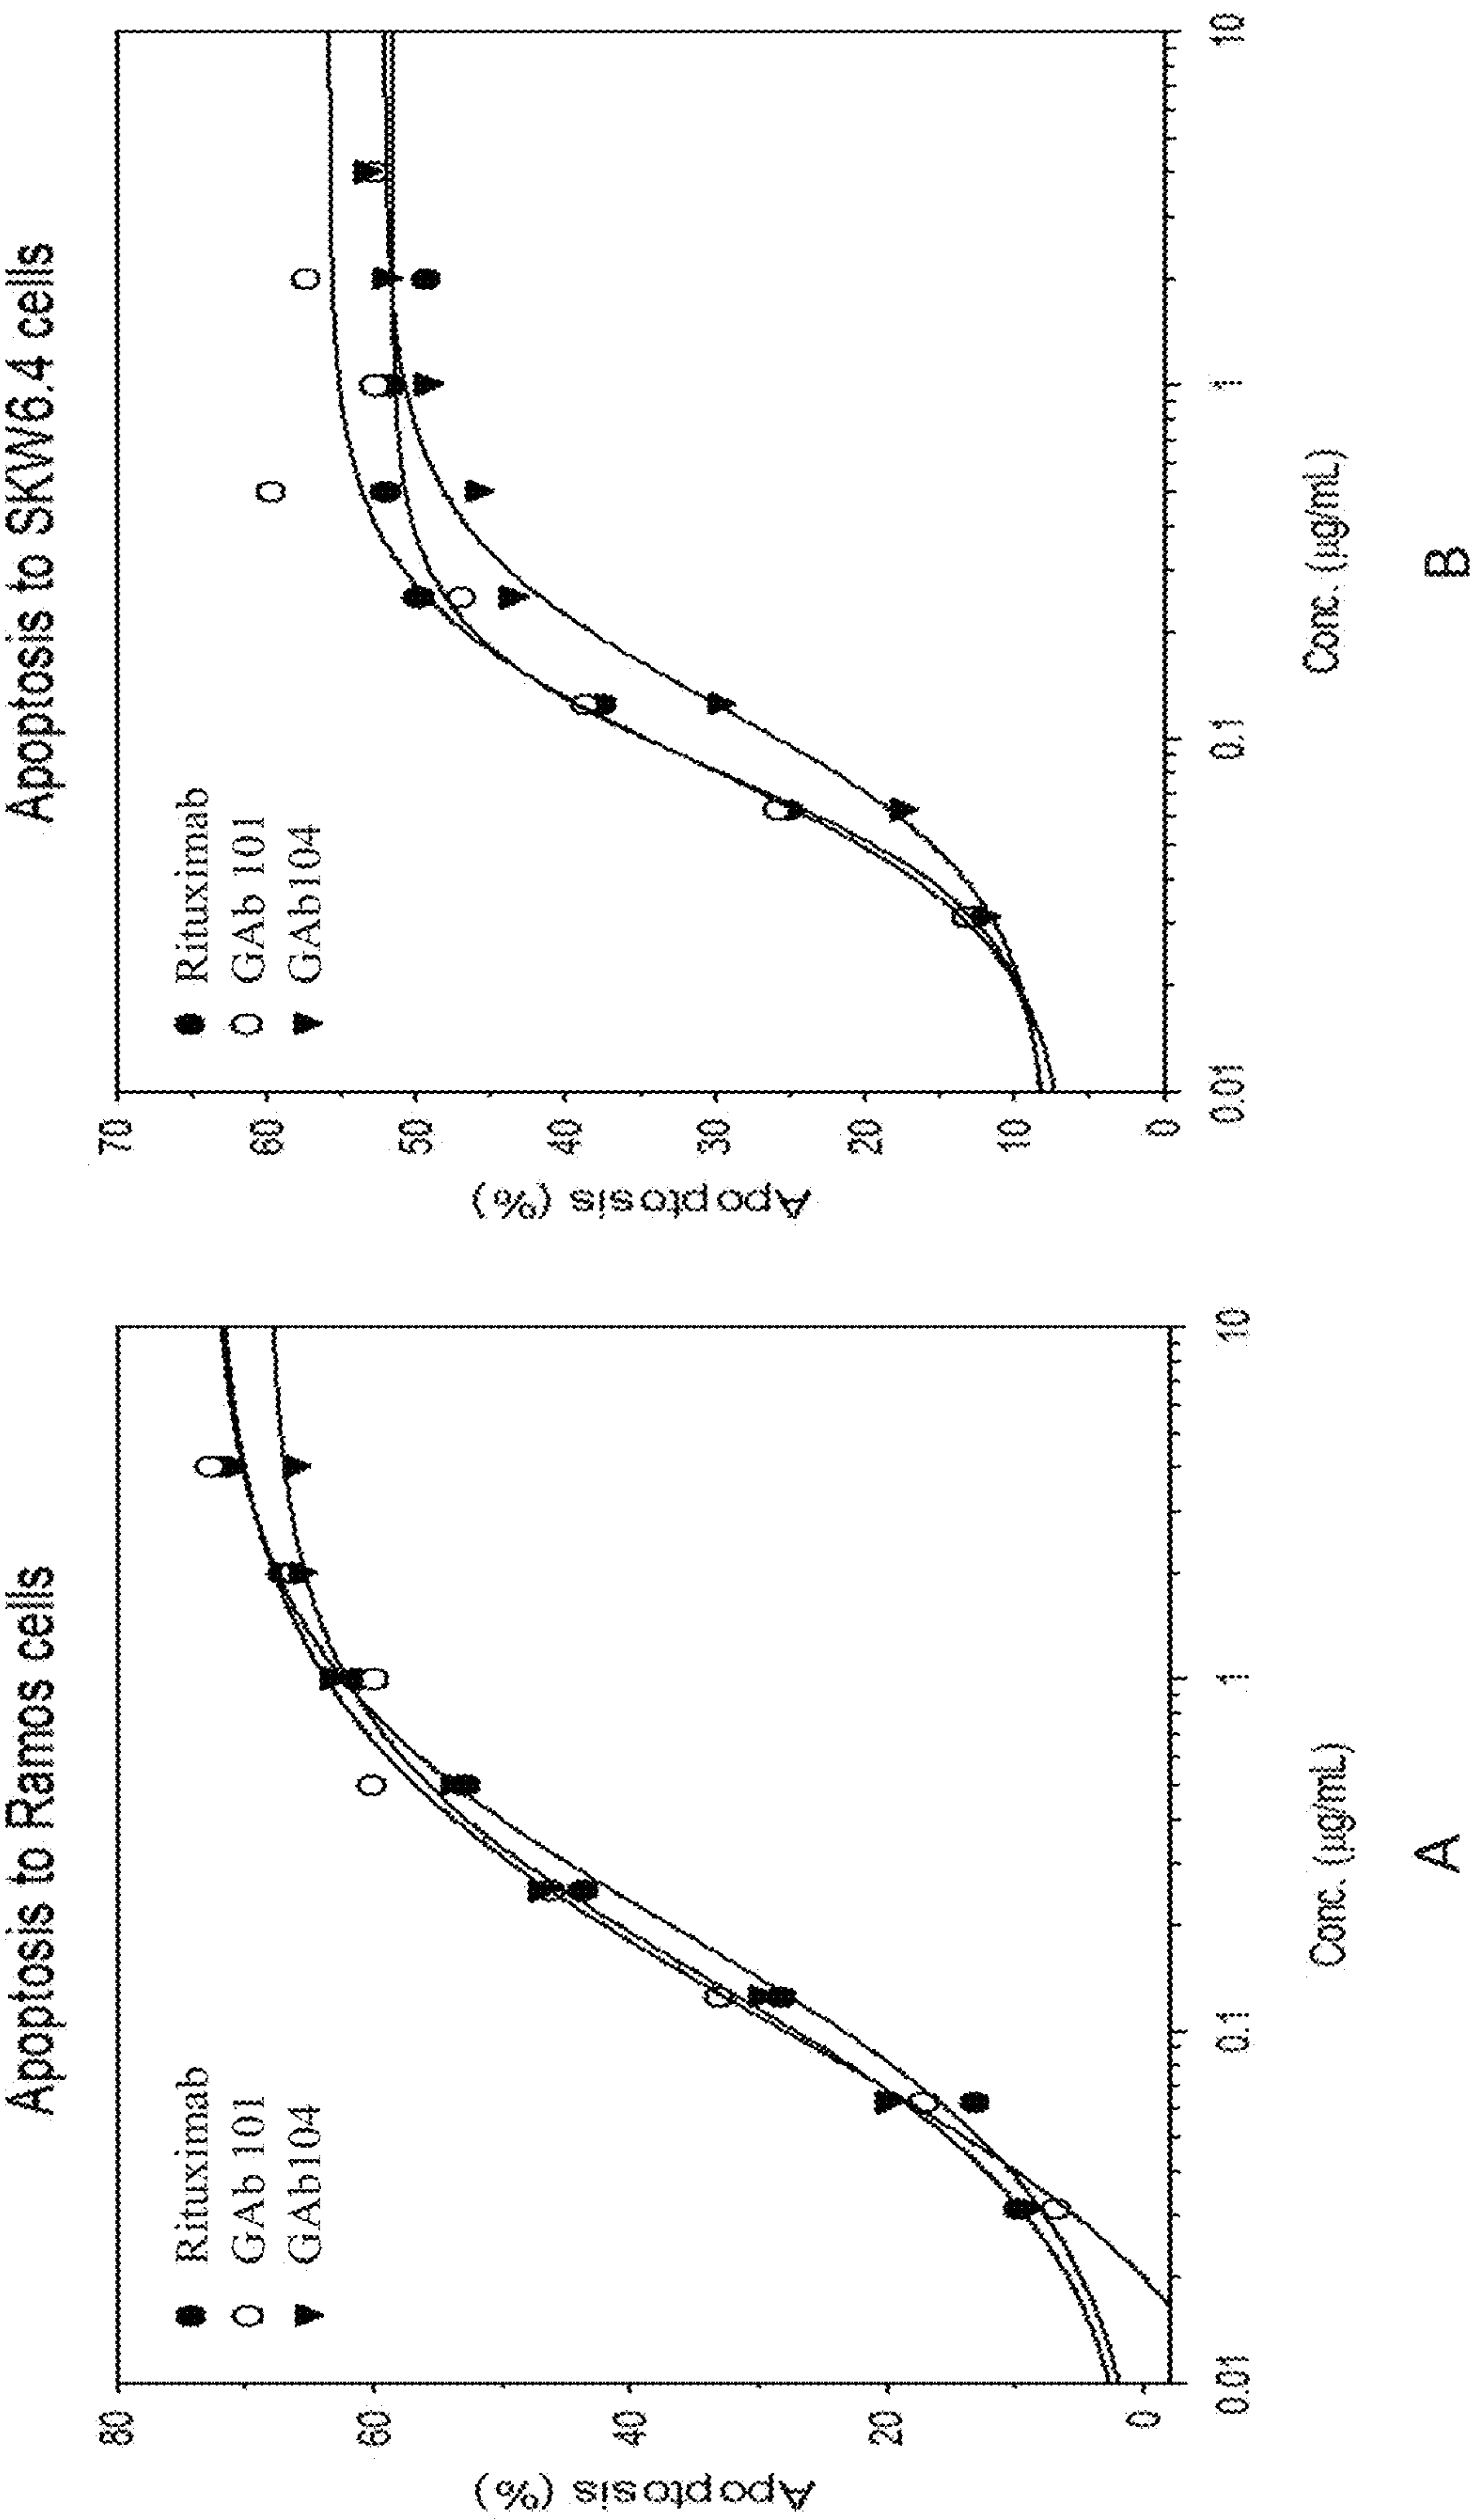 Apoptosis to Ramos cells
Apoptosis (%)
80
60
40
20
0
Rituximab
GAb 101
GAb104
0.01
0.1
1
10
Conc. (µg/mL)
A
Apoptosis to SKW6.4 cells
Apoptosis (%)
70
60
50
40
30
20
10
0
Rituximab
GAb 101
GAb104
0.01
0.1
1
10
Conc. (µg/mL)
B